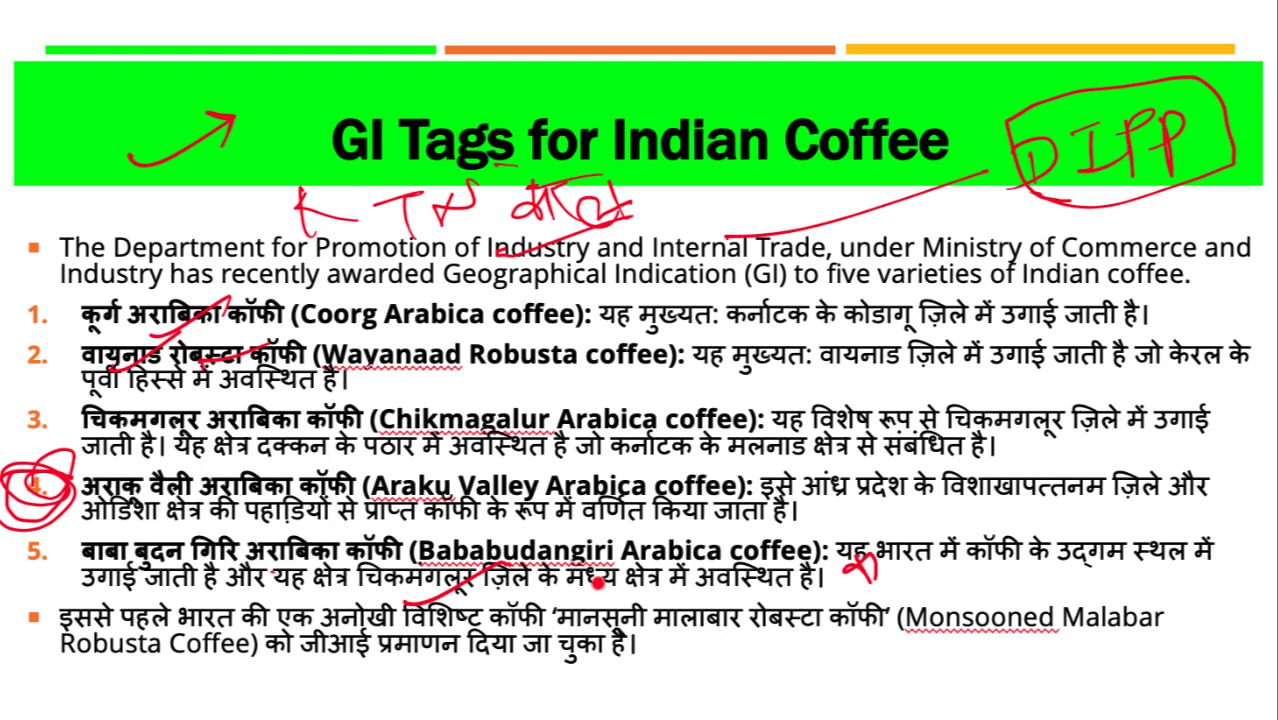 GI Tags for Indian Coffee
DIPP
K TN
The Department for Promotion of Industry and Internal Trade, under Ministry of Commerce and
Industry has recently awarded Geographical Indication (GI) to five varieties of Indian coffee.
1. कूर्ग अराबिका कॉफी (Coorg Arabica coffee): यह मुख्यत: कर्नाटक के कोडागू ज़िले में उगाई जाती है।
2. वायनाड रोबस्टा कॉफी (Wayanaad Robusta coffee): यह मुख्यत: वायनाड ज़िले में उगाई जाती है जो केरल के
पूर्वी हिस्से में अवस्थित है।
3. चिकमगलूर अराबिका कॉफी (Chikmagalur Arabica coffee): यह विशेष रूप से चिकमगलूर ज़िले में उगाई
जाती है। यह क्षेत्र दक्कन के पठार में अवस्थित है जो कर्नाटक के मलनाड क्षेत्र से संबंधित है।
4. अराकू वैली अराबिका कॉफी (Araku Valley Arabica coffee): इसे आंध्र प्रदेश के विशाखापत्तनम ज़िले और
ओडिशा क्षेत्र की पहाड़ियों से प्राप्त कॉफी के रूप में वर्णित किया जाता है।
5. बाबा बुदन गिरि अराबिका कॉफी (Bababudangiri Arabica coffee): यह भारत में कॉफी के उद्गम स्थल में
उगाई जाती है और यह क्षेत्र चिकमगलूर ज़िले के मध्य क्षेत्र में अवस्थित है।
इससे पहले भारत की एक अनोखी विशिष्ट कॉफी ‘मानसूनी मालाबार रोबस्टा कॉफी’ (Monsooned Malabar
Robusta Coffee) को जीआई प्रमाणन दिया जा चुका है।